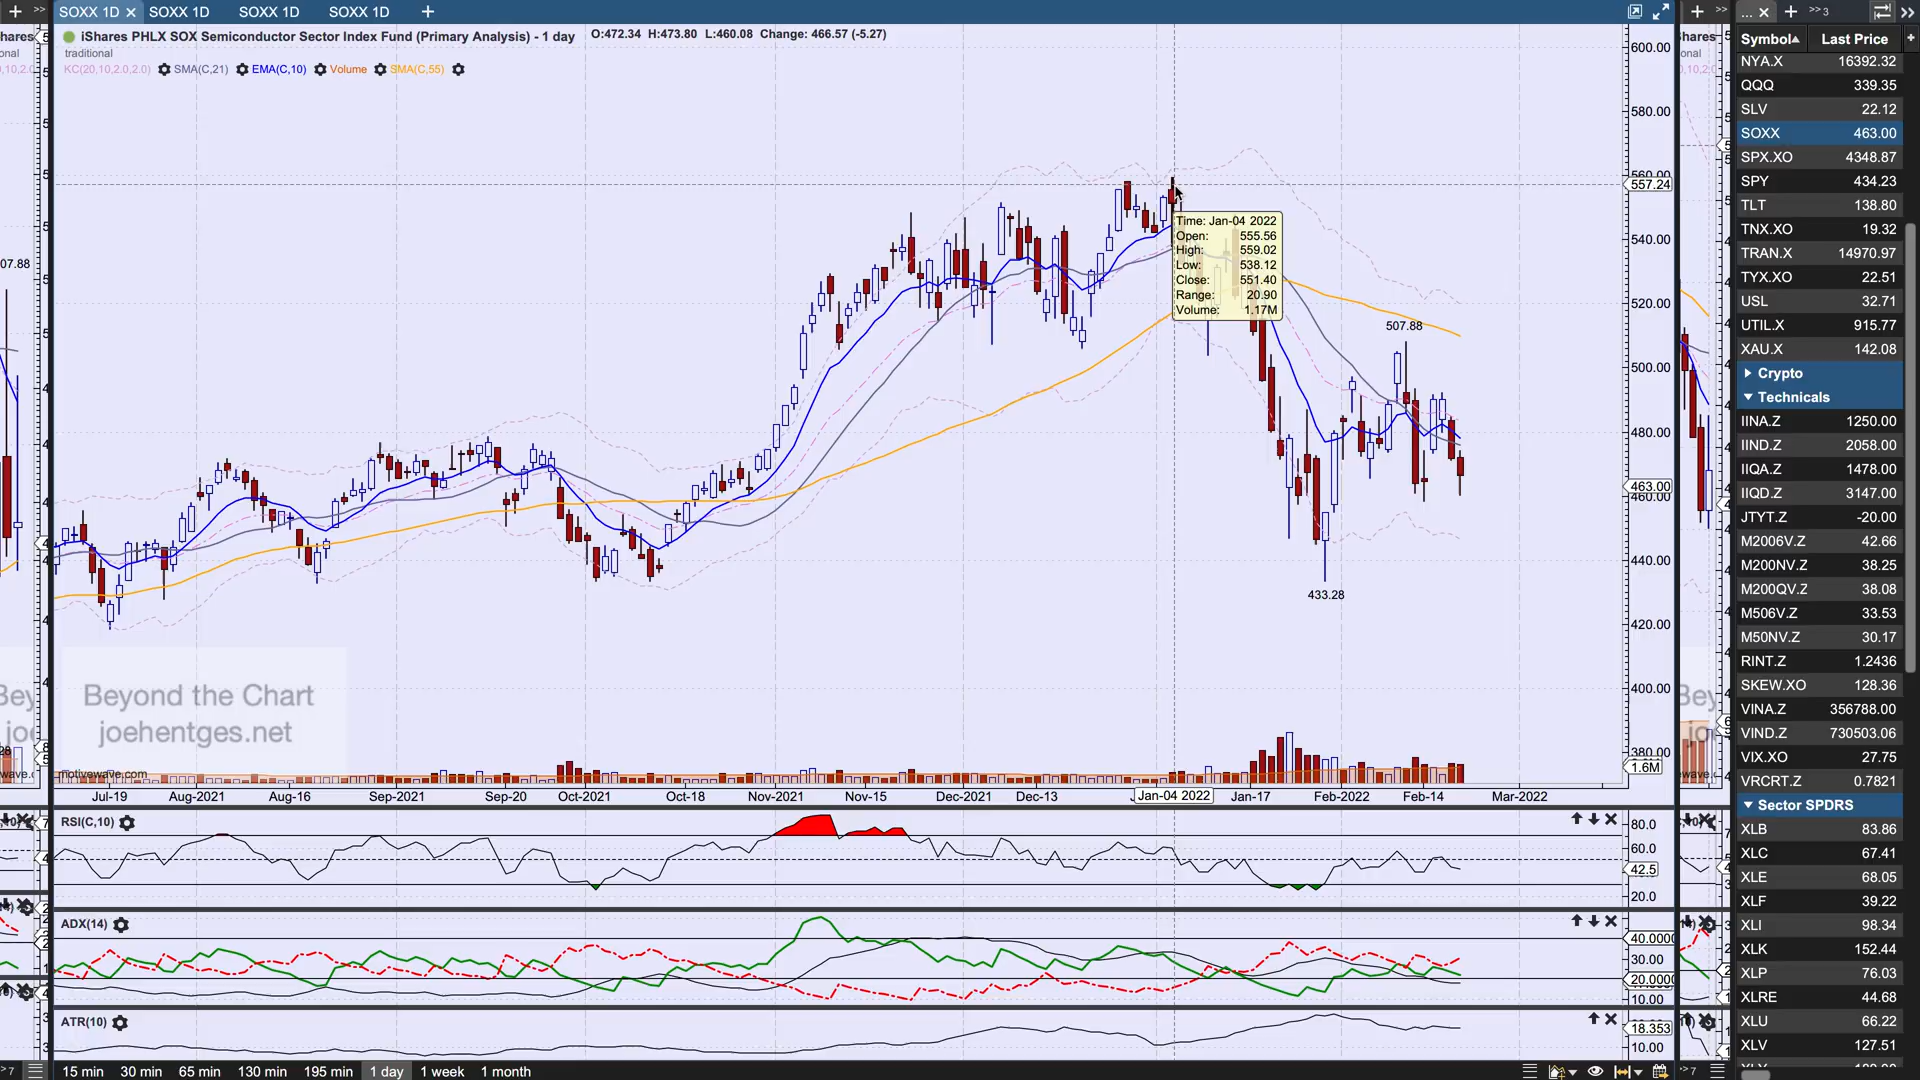 SOXX 1D
SOXX 1D
SOXX 1D
SOXX 1D
iShares PHLX SOX Semiconductor Sector Index Fund (Primary Analysis) - 1 day
O:472.34 H:473.80 L:460.08 Change: 466.57 (-5.27)
traditional
KC(20,10,2.0,2.0) SMA(C,21) EMA(C,10) Volume SMA(C,55)
600.00
580.00
560.00
557.24
540.00
520.00
500.00
480.00
463.00
460.00
440.00
420.00
400.00
380.00
1.6M
Time: Jan-04 2022
Open: 555.56
High: 559.02
Low: 538.12
Close: 551.40
Range: 20.90
Volume: 1.17M
507.88
433.28
07.88
Beyond the Chart
joehentges.net
motivewave.com
Jul-19 Aug-2021 Aug-16 Sep-2021 Sep-20 Oct-2021 Oct-18 Nov-2021 Nov-15 Dec-2021 Dec-13 Jan-04 2022 Jan-17 Feb-2022 Feb-14 Mar-2022
RSI(C,10)
80.0
60.0
42.5
20.0
ADX(14)
40.0000
30.00
20.0000
10.00
ATR(10)
18.353
10.00
15 min 30 min 65 min 130 min 195 min 1 day 1 week 1 month
Symbol Last Price
NYA.X 16392.32
QQQ 339.35
SLV 22.12
SOXX 463.00
SPX.XO 4348.87
SPY 434.23
TLT 138.80
TNX.XO 19.32
TRAN.X 14970.97
TYX.XO 22.51
USL 32.71
UTIL.X 915.77
XAU.X 142.08
Crypto
Technicals
IINA.Z 1250.00
IIND.Z 2058.00
IIQA.Z 1478.00
IIQD.Z 3147.00
JTYT.Z -20.00
M2006V.Z 42.66
M200NV.Z 38.25
M200QV.Z 38.08
M506V.Z 33.53
M50NV.Z 30.17
RINT.Z 1.2436
SKEW.XO 128.36
VINA.Z 356788.00
VIND.Z 730503.06
VIX.XO 27.75
VRCRT.Z 0.7821
Sector SPDRS
XLB 83.86
XLC 67.41
XLE 68.05
XLF 39.22
XLI 98.34
XLK 152.44
XLP 76.03
XLRE 44.68
XLU 66.22
XLV 127.51